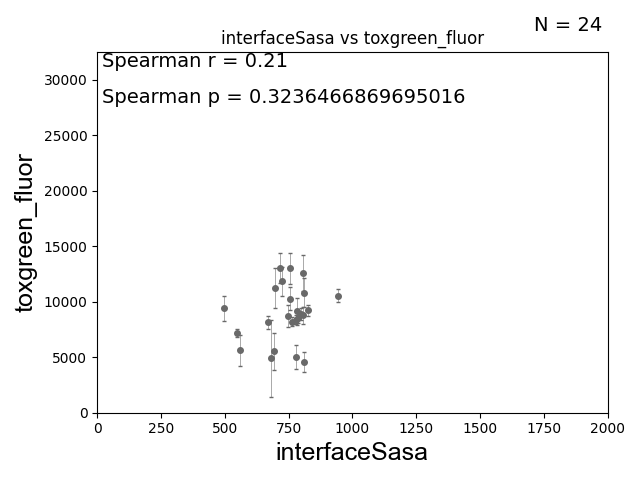 N = 24
interfaceSasa vs toxgreen_fluor
Spearman r = 0.21
Spearman p = 0.3236466869695016
30000
25000
20000
15000
10000
5000
0
toxgreen_fluor
0 250 500 750 1000 1250 1500 1750 2000
interfaceSasa